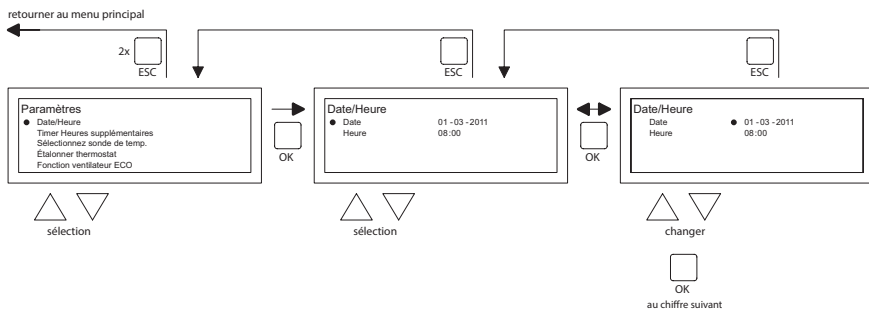 retourner au menu principal
2x
ESC
ESC
ESC
Paramètres
Date/Heure
Timer Heures supplémentaires
Sélectionnez sonde de temp.
Étalonner thermostat
Fonction ventilateur ECO
OK
Date/Heure
Date 01-03-2011
Heure 08:00
OK
Date/Heure
Date 01-03-2011
Heure 08:00
sélection
sélection
changer
OK
au chiffre suivant